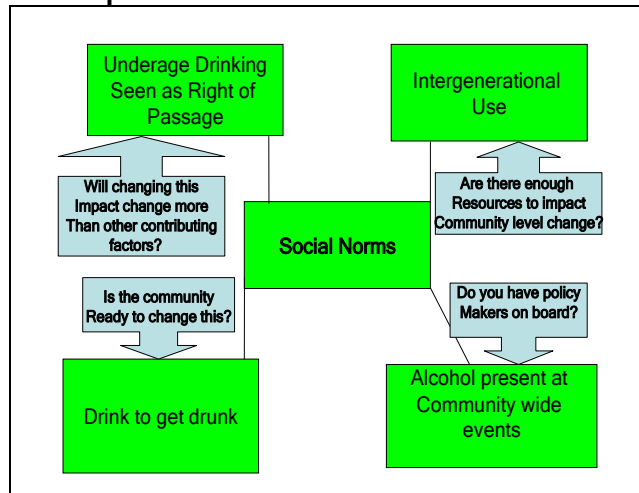 Underage Drinking
Seen as Right of
Passage
Intergenerational
Use
Will changing this
Impact change more
Than other contributing
factors?
Are there enough
Resources to impact
Community level change?
Social Norms
Is the community
Ready to change this?
Do you have policy
Makers on board?
Drink to get drunk
Alcohol present at
Community wide
events